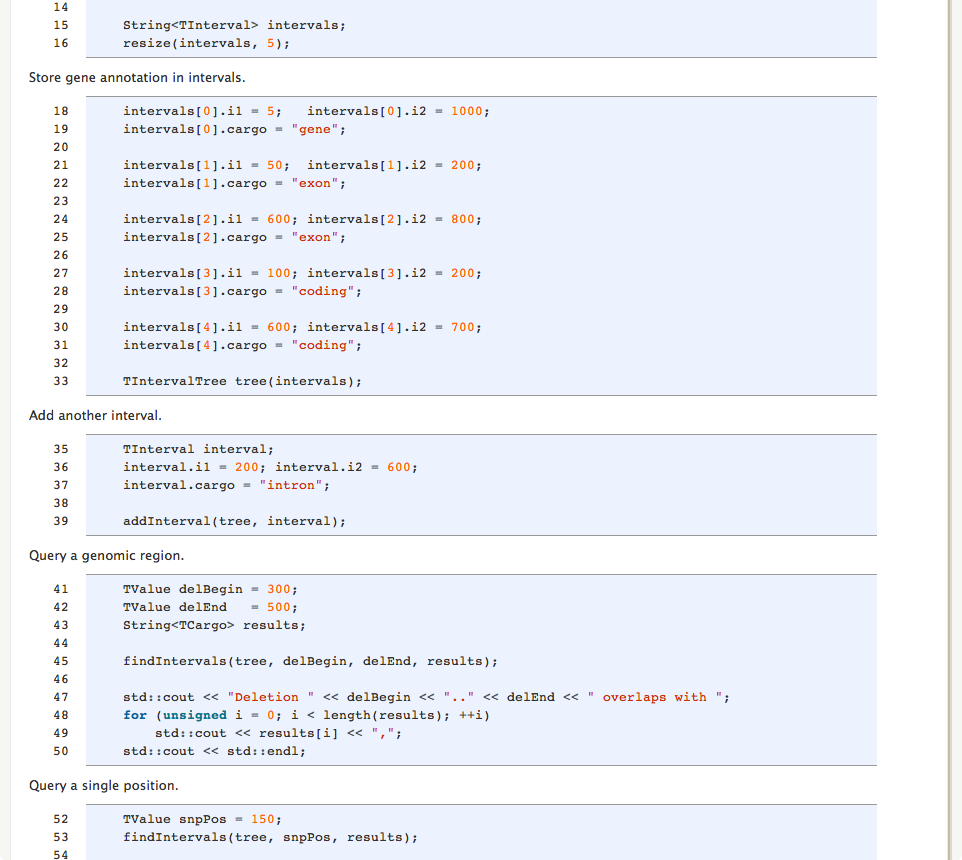 14
15 String<TInterval> intervals;
16 resize(intervals, 5);
Store gene annotation in intervals.
18 intervals[0].i1 = 5;   intervals[0].i2 = 1000;
19 intervals[0].cargo = "gene";
20
21 intervals[1].i1 = 50;  intervals[1].i2 = 200;
22 intervals[1].cargo = "exon";
23
24 intervals[2].i1 = 600; intervals[2].i2 = 800;
25 intervals[2].cargo = "exon";
26
27 intervals[3].i1 = 100; intervals[3].i2 = 200;
28 intervals[3].cargo = "coding";
29
30 intervals[4].i1 = 600; intervals[4].i2 = 700;
31 intervals[4].cargo = "coding";
32
33 TIntervalTree tree(intervals);
Add another interval.
35 TInterval interval;
36 interval.i1 = 200; interval.i2 = 600;
37 interval.cargo = "intron";
38
39 addInterval(tree, interval);
Query a genomic region.
41 TValue delBegin = 300;
42 TValue delEnd   = 500;
43 String<TCargo> results;
44
45 findIntervals(tree, delBegin, delEnd, results);
46
47 std::cout << "Deletion " << delBegin << ".." << delEnd << " overlaps with ";
48 for (unsigned i = 0; i < length(results); ++i)
49     std::cout << results[i] << ",";
50 std::cout << std::endl;
Query a single position.
52 TValue snpPos = 150;
53 findIntervals(tree, snpPos, results);
54